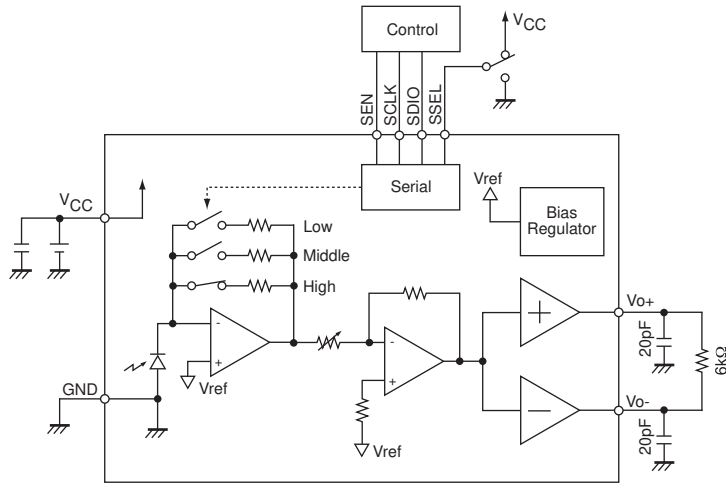 Control
VCC
SEN
SCLK
SDIO
SSEL
Serial
Vref
Bias
Regulator
VCC
Low
Middle
High
-
+
Vref
GND
-
+
Vref
+
−
Vo+
20pF
6kΩ
Vo-
20pF